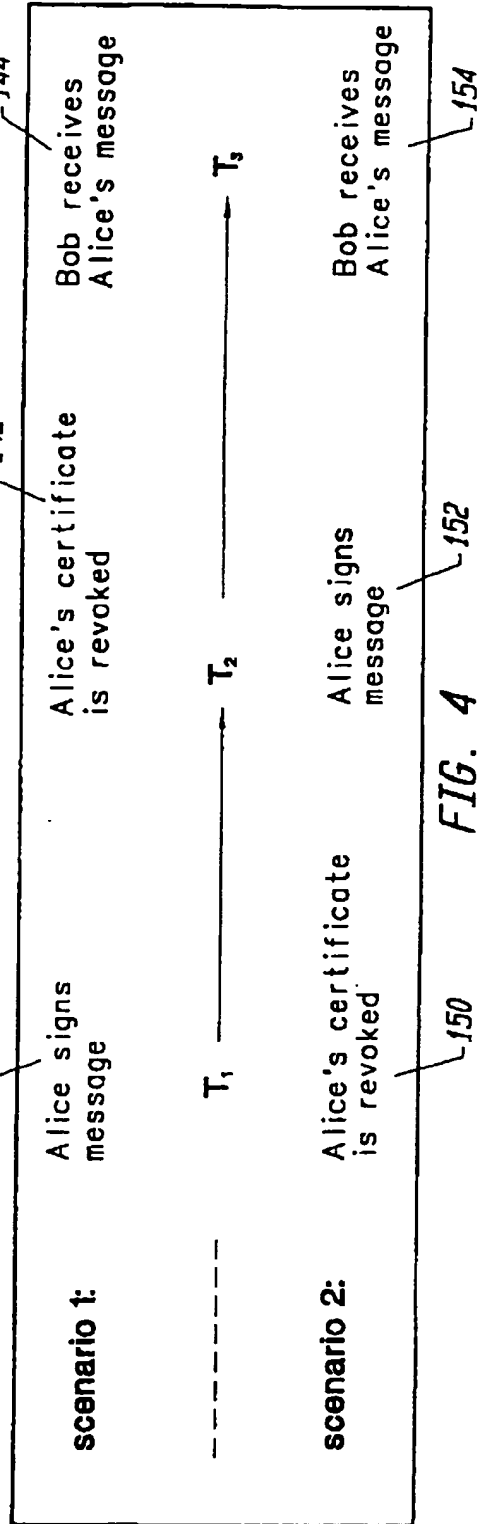 144
scenario 1:
Alice signs
message
Alice's certificate
is revoked
Bob receives
Alice's message
T₁
T₂
T₃
scenario 2:
Alice's certificate
is revoked
Alice signs
message
Bob receives
Alice's message
150
152
154
FIG. 4